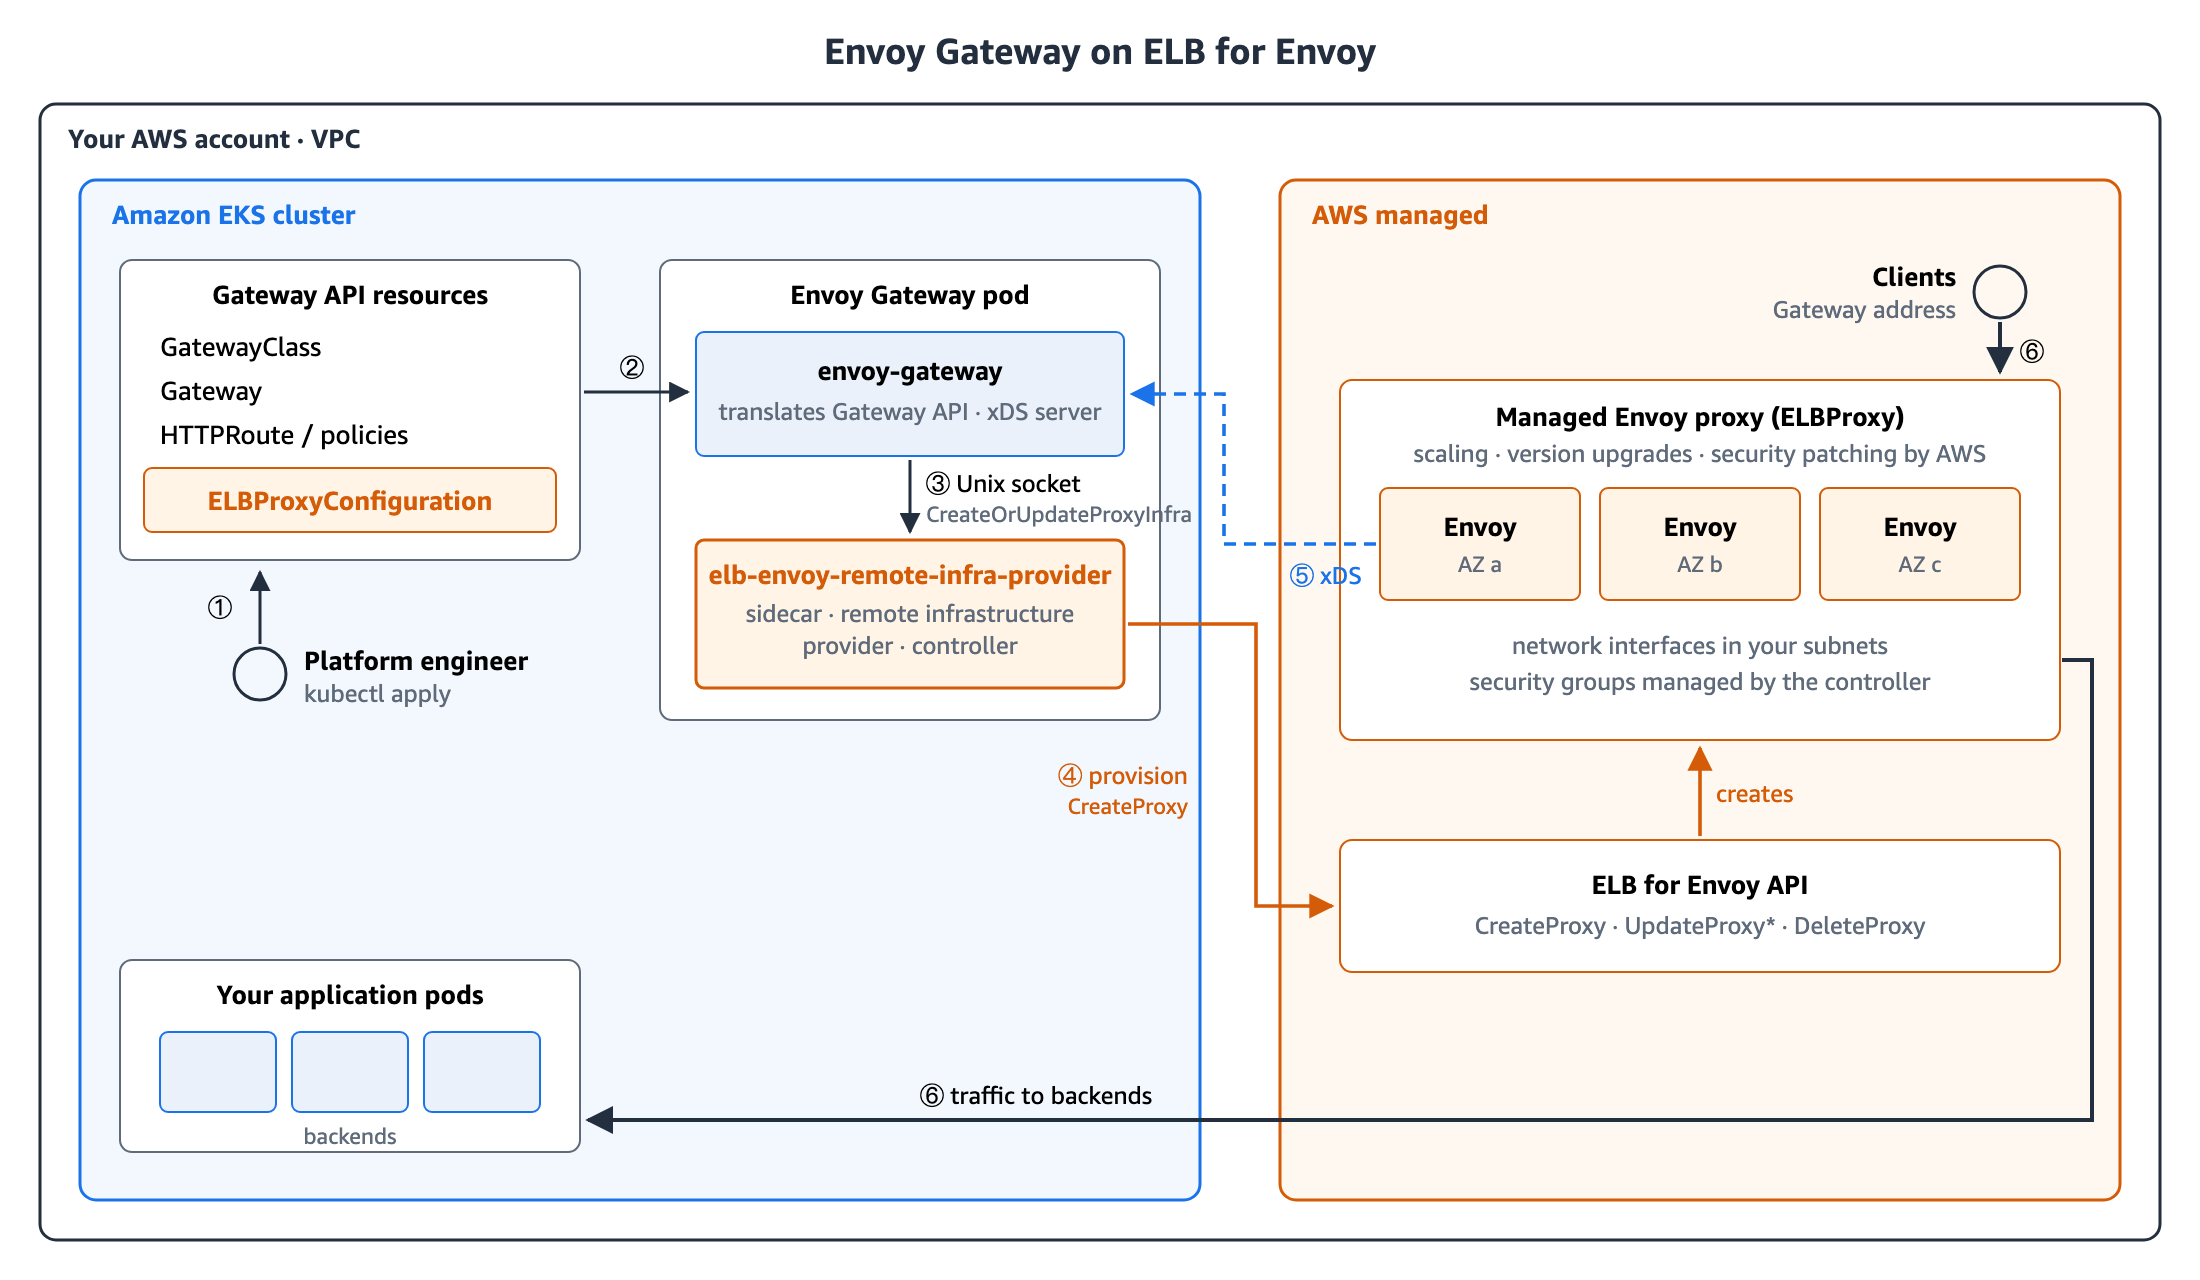 Envoy Gateway on ELB for Envoy
Your AWS account · VPC
Amazon EKS cluster
Gateway API resources
GatewayClass
Gateway
HTTPRoute / policies
ELBProxyConfiguration
①
Platform engineer
kubectl apply
②
Envoy Gateway pod
envoy-gateway
translates Gateway API · xDS server
③ Unix socket
CreateOrUpdateProxyInfra
elb-envoy-remote-infra-provider
sidecar · remote infrastructure
provider · controller
④ provision
CreateProxy
⑤ xDS
AWS managed
Clients
Gateway address
⑥
Managed Envoy proxy (ELBProxy)
scaling · version upgrades · security patching by AWS
Envoy
AZ a
Envoy
AZ b
Envoy
AZ c
network interfaces in your subnets
security groups managed by the controller
creates
ELB for Envoy API
CreateProxy · UpdateProxy* · DeleteProxy
Your application pods
backends
⑥ traffic to backends